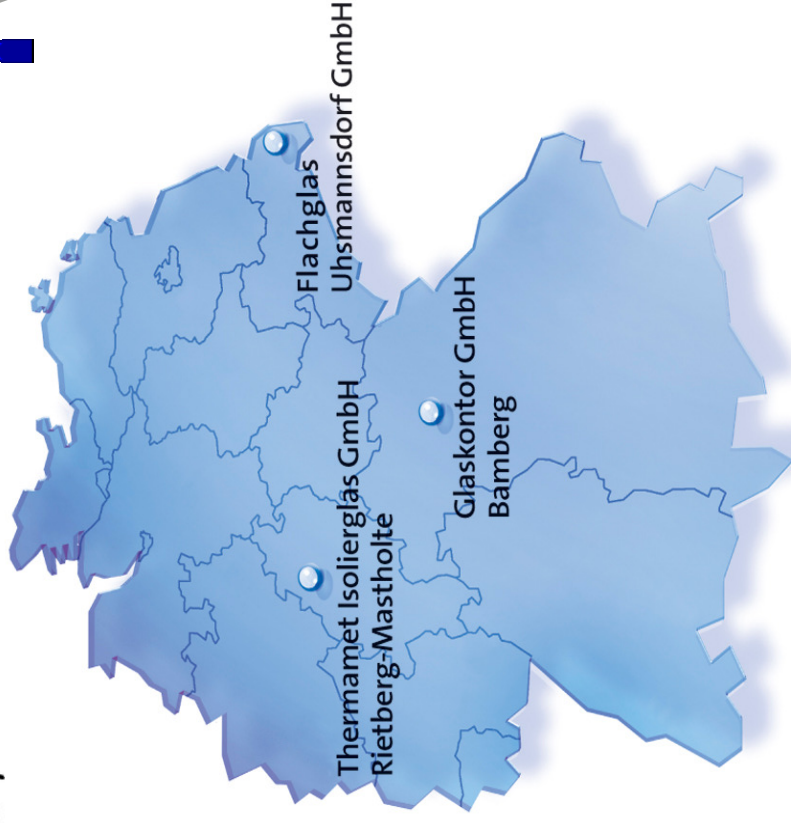 Flachglas
Uhsmannsdorf GmbH
Thermamet Isolierglas GmbH
Rietberg-Mastholte
Glaskontor GmbH
Bamberg